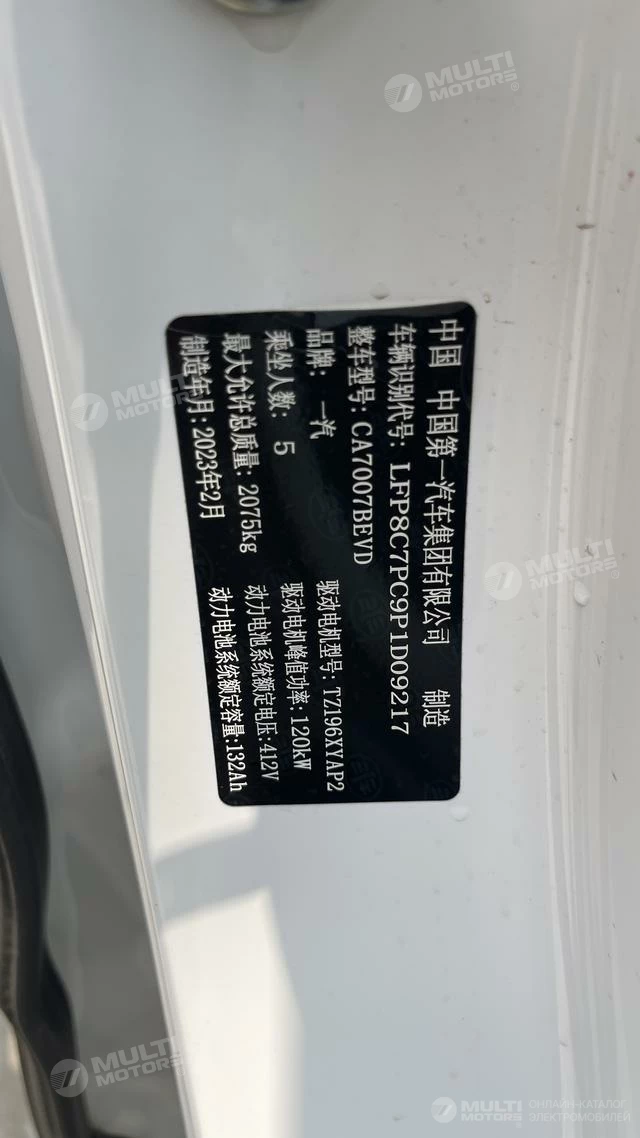 中国 中国第一汽车集团有限公司 制造
车辆识别代号: LFP8C7PC9P1D09217
整车型号: CA7007BEVD
驱动电机型号: TZ196XYAP2
品牌: 一汽
驱动电机峰值功率: 120kW
乘坐人数: 5
动力电池系统额定电压:412V
最大允许总质量: 2075kg
动力电池系统额定容量:132Ah
制造年月: 2023年2月
MULTI
MOTORS®
MULTI
MOTORS
MULTI
MOTORS®
MULTI
MOTORS
MULTI
MOTORS
ОНЛАЙН-КАТАЛОГ
ЭЛЕКТРОМОБИЛЕЙ